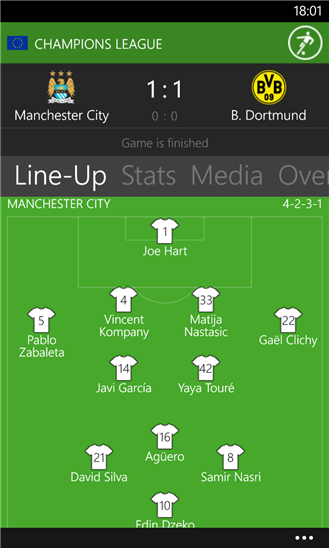 18:01
CHAMPIONS LEAGUE
BVB
09
1 : 1
Manchester City
0 : 0
B. Dortmund
Game is finished
Line-Up Stats Media Over
MANCHESTER CITY 4-2-3-1
1
Joe Hart
4
Vincent
Kompany
33
Matija
Nastasic
5
Pablo
Zabaleta
22
Gaël Clichy
14
Javi García
42
Yaya Touré
16
Agüero
21
David Silva
8
Samir Nasri
10
Edin Dzeko